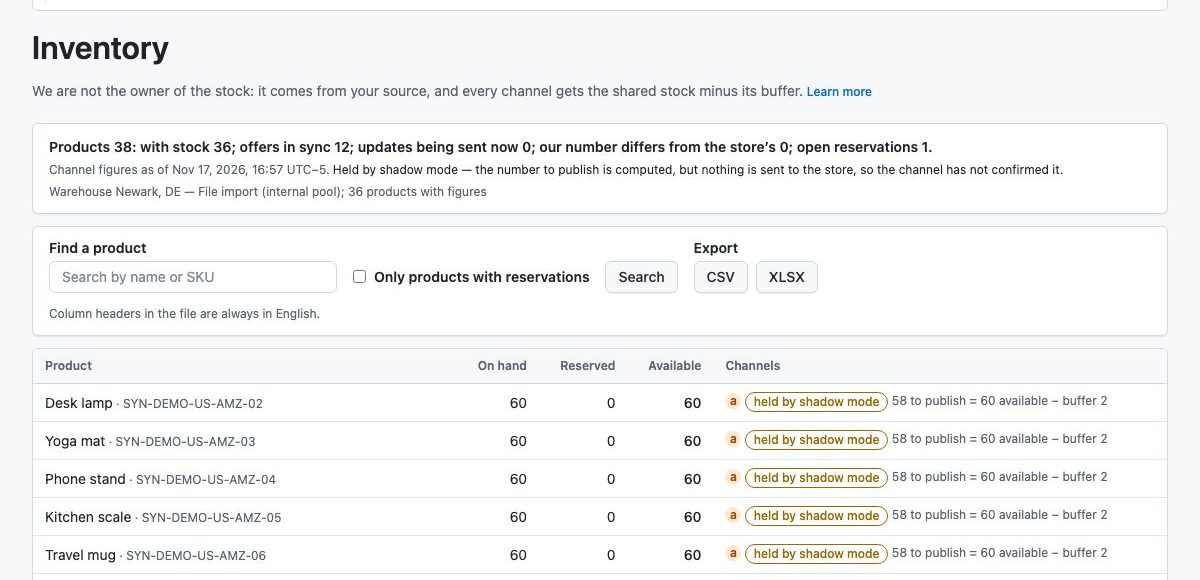 Inventory
We are not the owner of the stock: it comes from your source, and every channel gets the shared stock minus its buffer. Learn more
Products 38: with stock 36; offers in sync 12; updates being sent now 0; our number differs from the store’s 0; open reservations 1.
Channel figures as of Nov 17, 2026, 16:57 UTC−5. Held by shadow mode — the number to publish is computed, but nothing is sent to the store, so the channel has not confirmed it.
Warehouse Newark, DE — File import (internal pool); 36 products with figures
Find a product
Export
Search by name or SKU
Only products with reservations
Search
CSV
XLSX
Column headers in the file are always in English.
Product On hand Reserved Available Channels
Desk lamp · SYN-DEMO-US-AMZ-02 60 0 60 a held by shadow mode 58 to publish = 60 available − buffer 2
Yoga mat · SYN-DEMO-US-AMZ-03 60 0 60 a held by shadow mode 58 to publish = 60 available − buffer 2
Phone stand · SYN-DEMO-US-AMZ-04 60 0 60 a held by shadow mode 58 to publish = 60 available − buffer 2
Kitchen scale · SYN-DEMO-US-AMZ-05 60 0 60 a held by shadow mode 58 to publish = 60 available − buffer 2
Travel mug · SYN-DEMO-US-AMZ-06 60 0 60 a held by shadow mode 58 to publish = 60 available − buffer 2